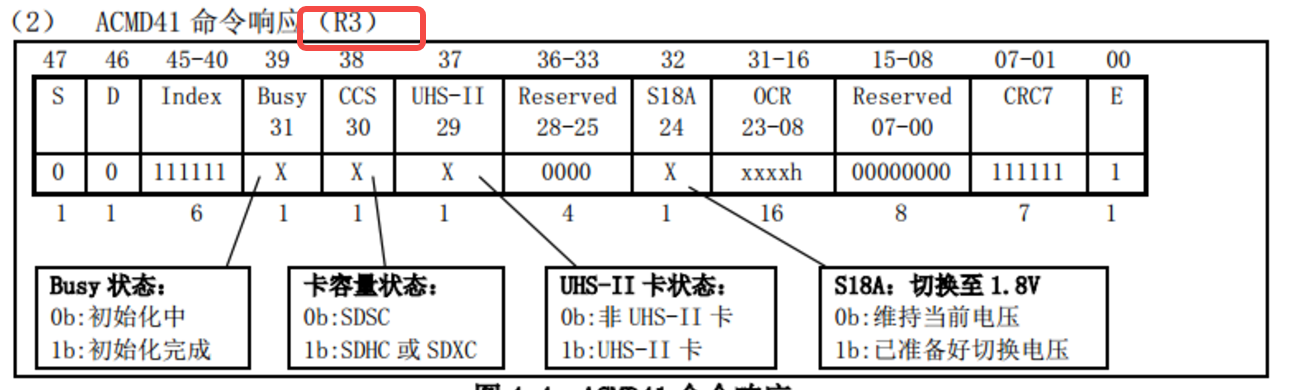 （2） ACMD41 命令响应（R3）
47 46 45-40 39 38 37 36-33 32 31-16 15-08 07-01 00
S D Index Busy CCS UHS-II Reserved S18A OCR Reserved CRC7 E
31 30 29 28-25 24 23-08 07-00
0 0 111111 X X X 0000 X xxxxh 00000000 111111 1
1 1 6 1 1 1 4 1 16 8 7 1
Busy 状态：
0b:初始化中
1b:初始化完成
卡容量状态：
0b:SDSC
1b:SDHC 或 SDXC
UHS-II 卡状态：
0b:非 UHS-II 卡
1b:UHS-II 卡
S18A：切换至 1.8V
0b:维持当前电压
1b:已准备好切换电压